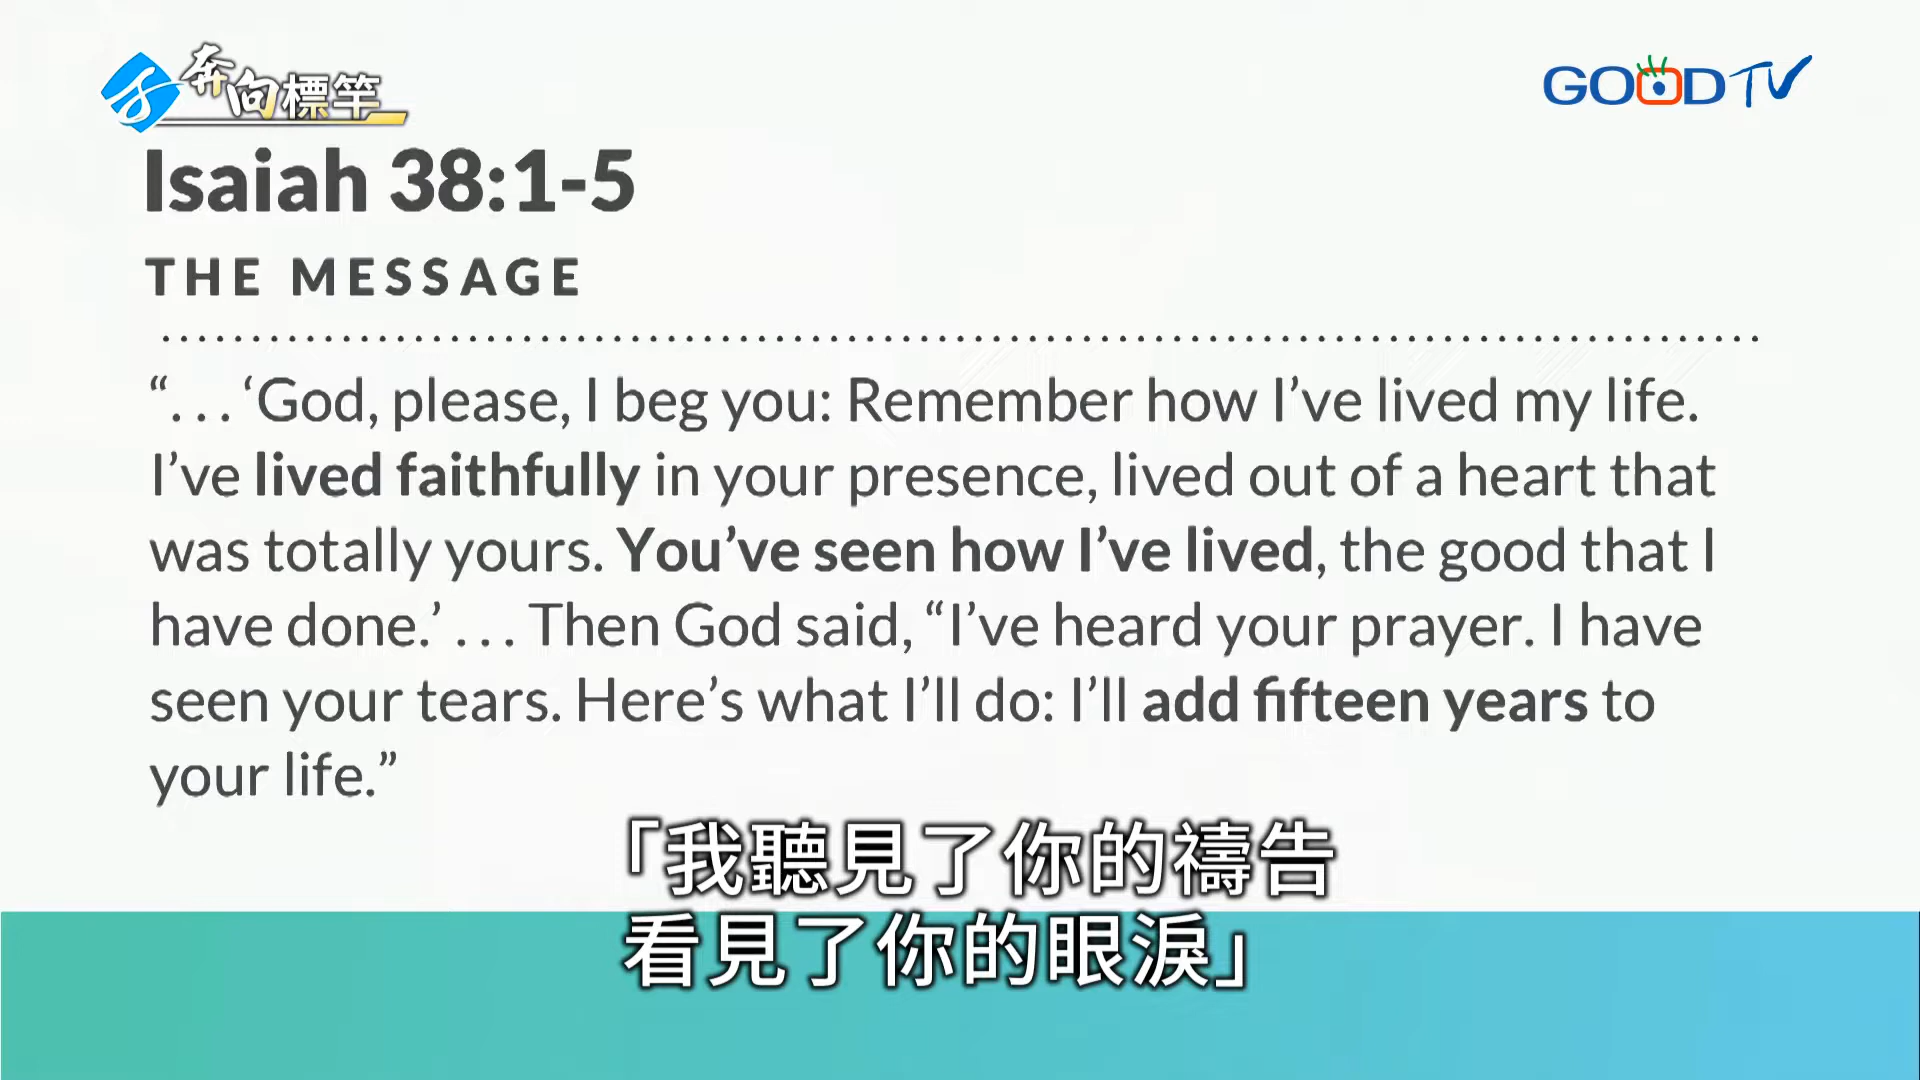 奔向標竿
GOOD TV
Isaiah 38:1-5
THE MESSAGE
“. . . ‘God, please, I beg you: Remember how I’ve lived my life.
I’ve lived faithfully in your presence, lived out of a heart that
was totally yours. You’ve seen how I’ve lived, the good that I
have done.’ . . . Then God said, “I’ve heard your prayer. I have
seen your tears. Here’s what I’ll do: I’ll add fifteen years to
your life.”
「我聽見了你的禱告
看見了你的眼淚」